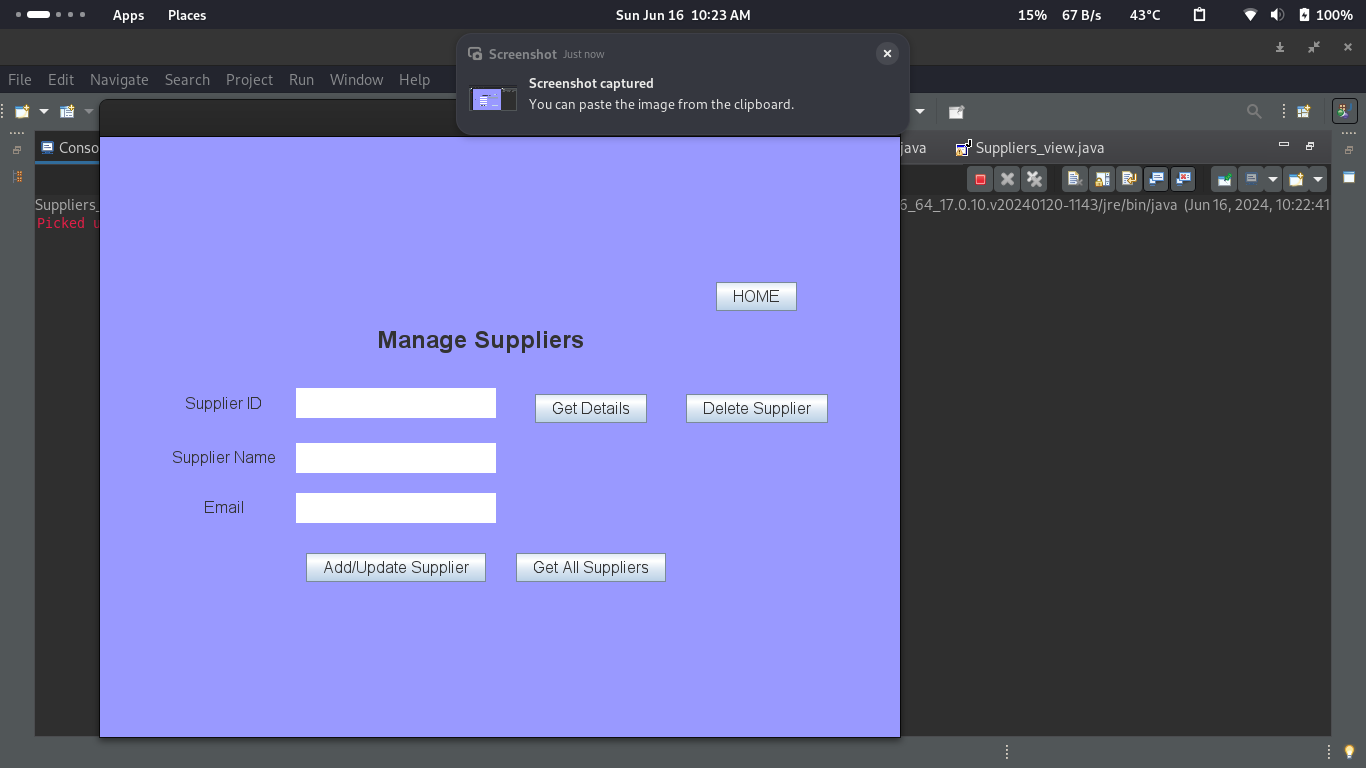 Apps Places Sun Jun 16 10:23 AM 15% 67 B/s 43°C 100%
Screenshot Just now
Screenshot captured
You can paste the image from the clipboard.
File Edit Navigate Search Project Run Window Help
Conso java Suppliers_view.java
Suppliers_ 6_64_17.0.10.v20240120-1143/jre/bin/java (Jun 16, 2024, 10:22:41
Picked u
HOME
Manage Suppliers
Supplier ID Get Details Delete Supplier
Supplier Name
Email
Add/Update Supplier Get All Suppliers